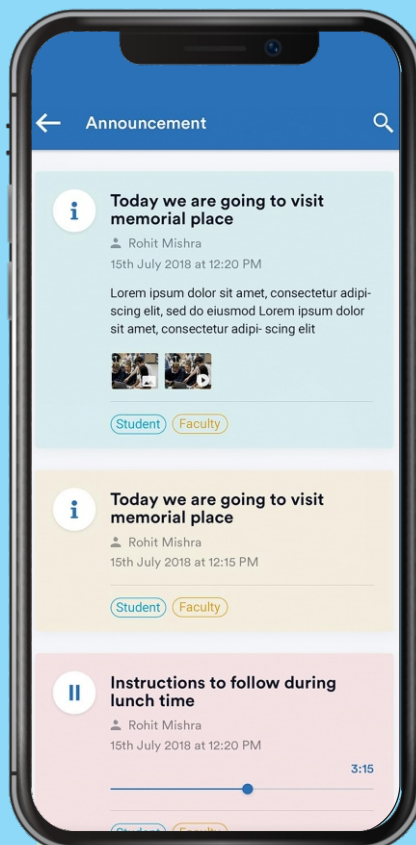 Announcement
Today we are going to visit
memorial place
Rohit Mishra
15th July 2018 at 12:20 PM
Lorem ipsum dolor sit amet, consectetur adipi-
scing elit, sed do eiusmod Lorem ipsum dolor
sit amet, consectetur adipi- scing elit
Student Faculty
Today we are going to visit
memorial place
Rohit Mishra
15th July 2018 at 12:15 PM
Student Faculty
Instructions to follow during
lunch time
Rohit Mishra
15th July 2018 at 12:20 PM
3:15
Student Faculty